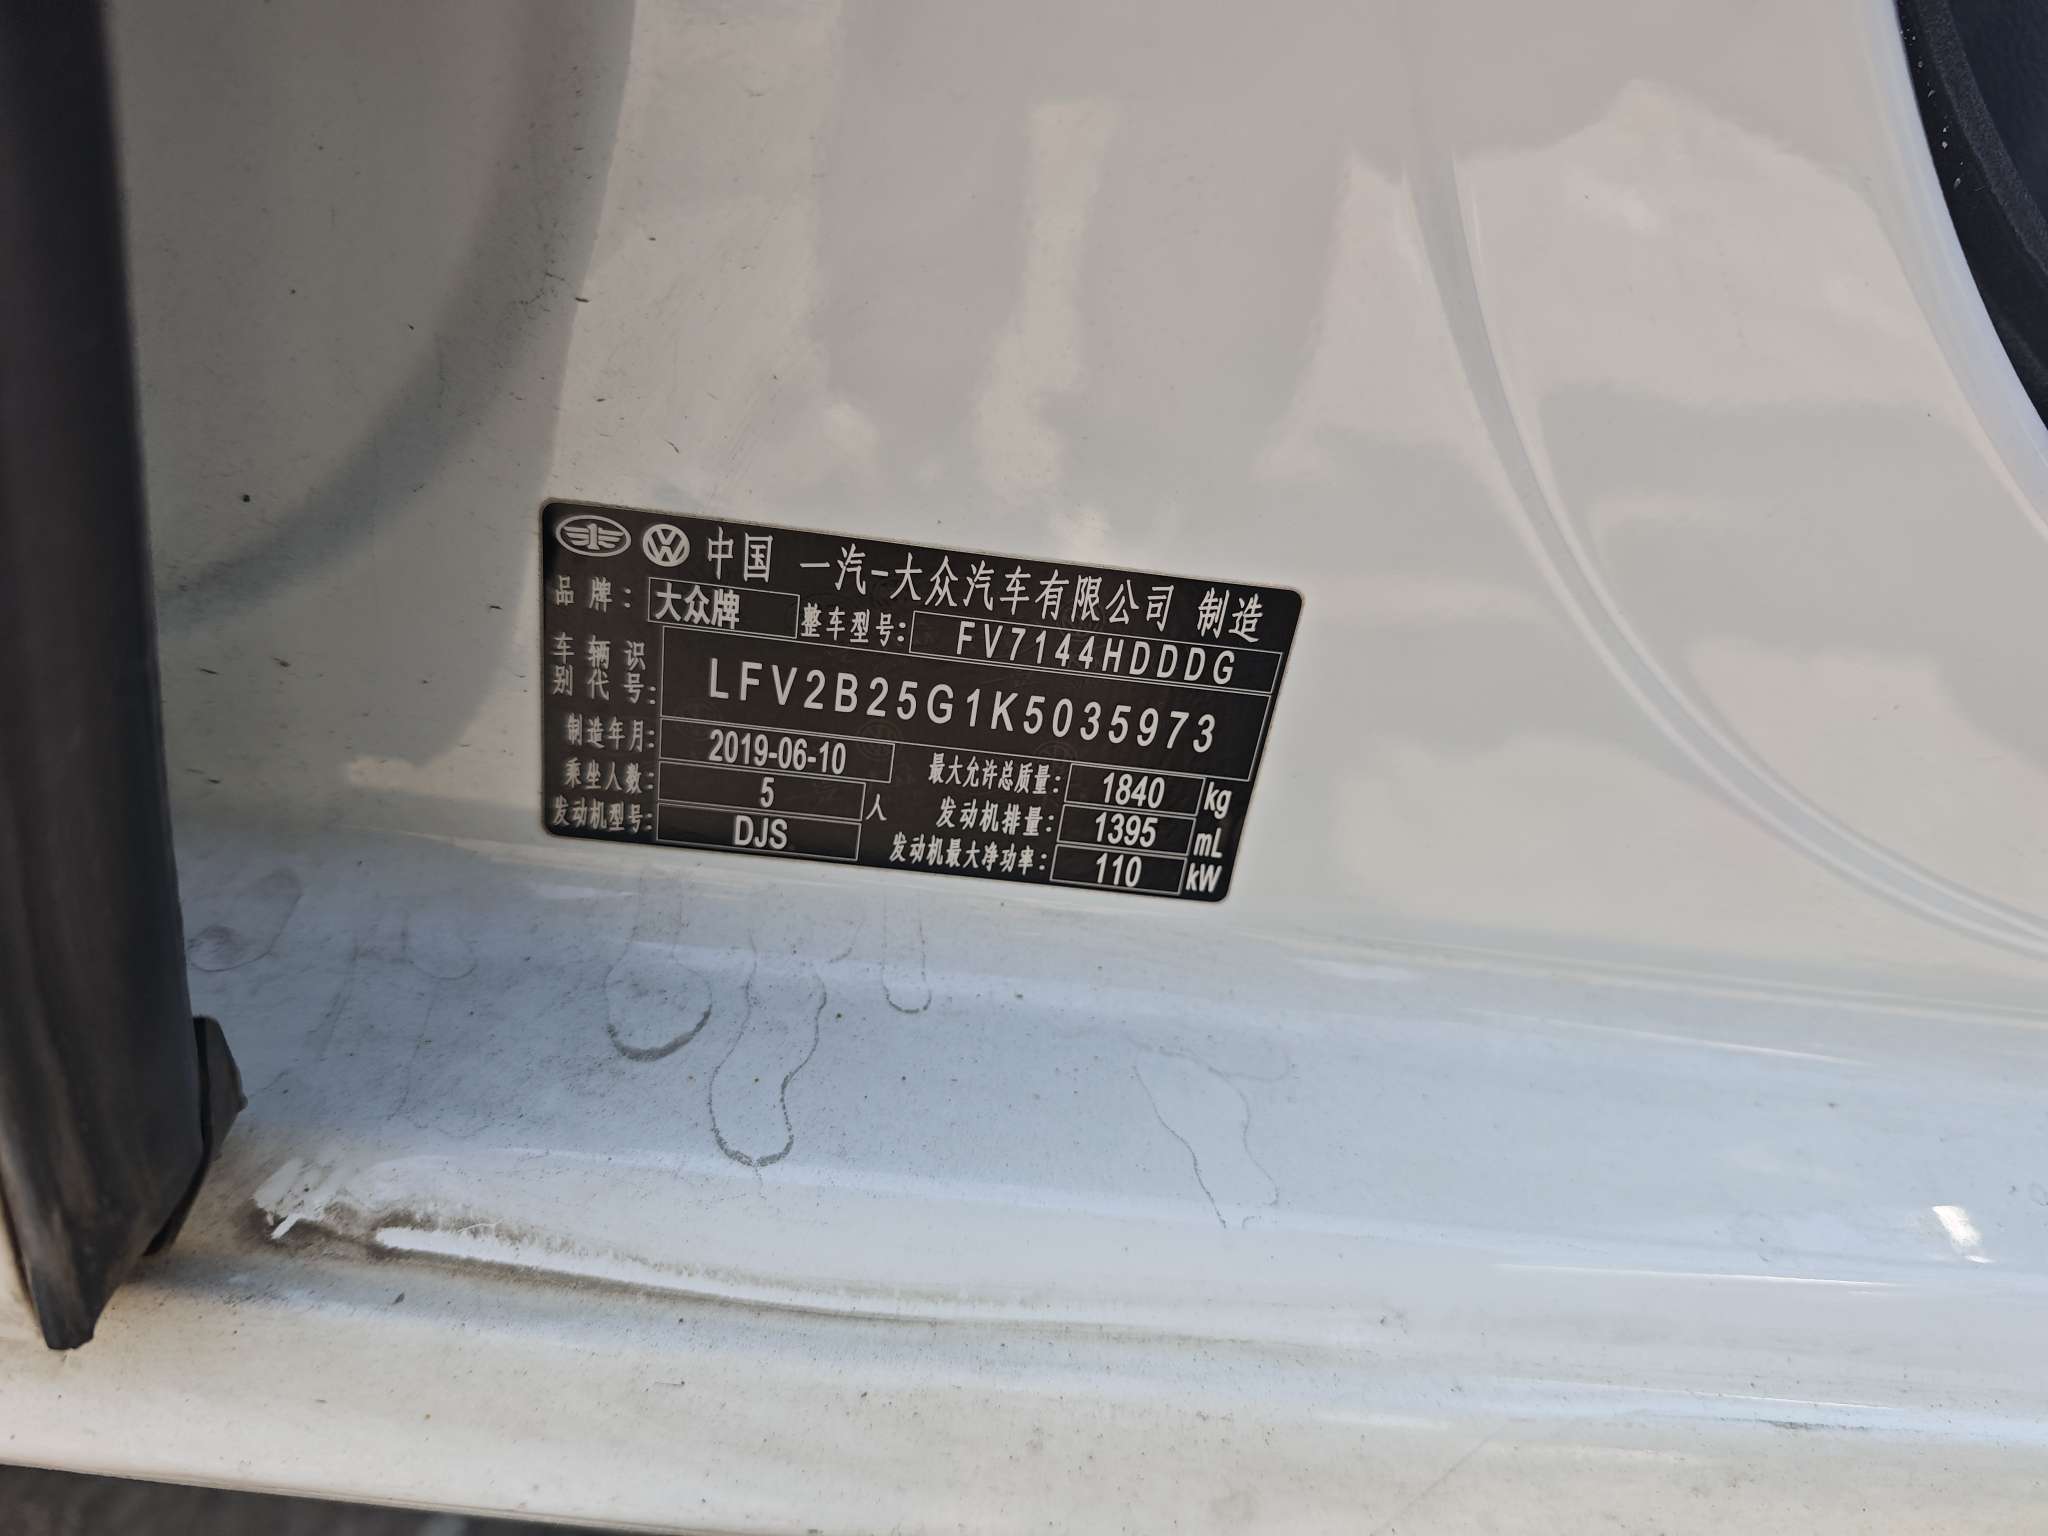 中国 一汽-大众汽车有限公司 制造
品牌: 大众牌 整车型号: FV7144HDDDG
车辆识别代号: LFV2B25G1K5035973
制造年月: 2019-06-10 最大允许总质量: 1840 kg
乘坐人数: 5 人 发动机排量: 1395 mL
发动机型号: DJS 发动机最大净功率: 110 kW